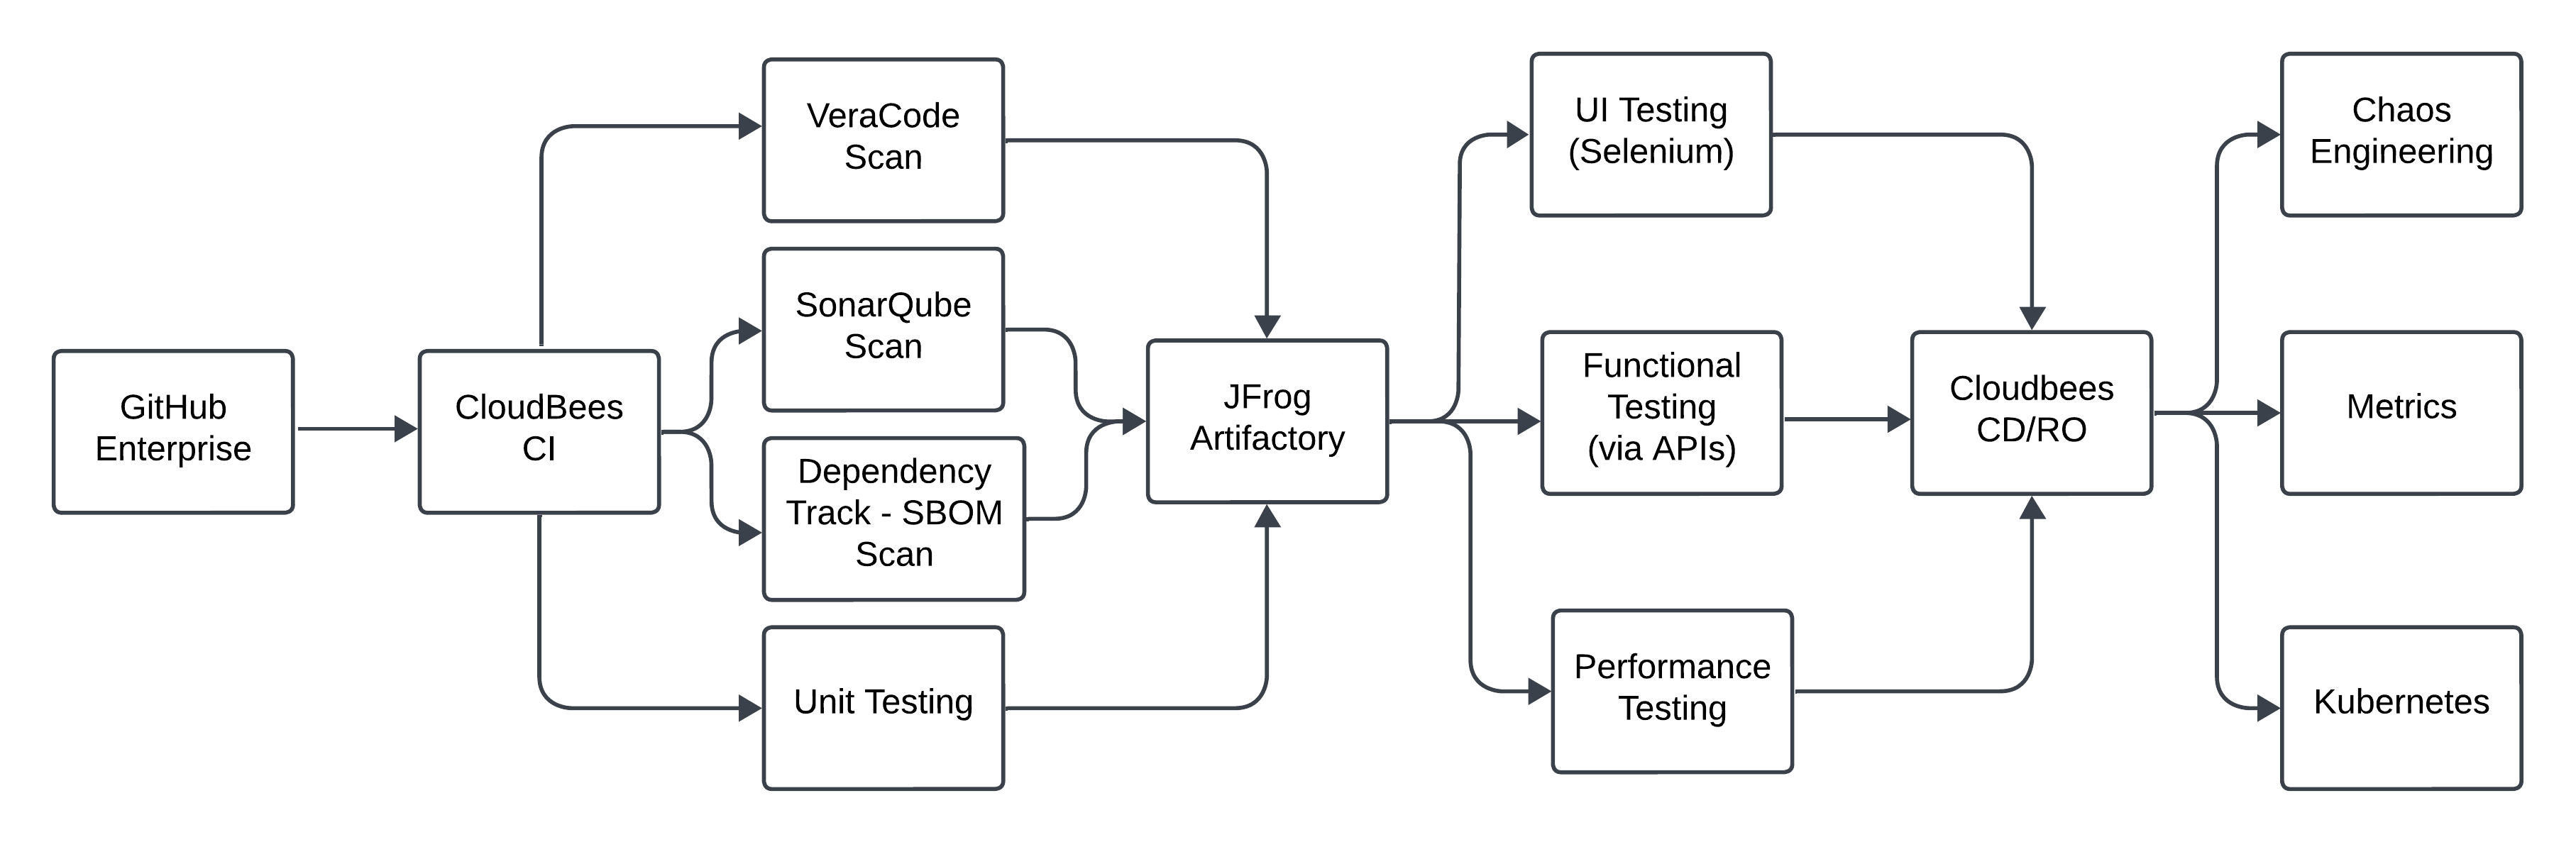 GitHub
Enterprise
CloudBees
CI
VeraCode
Scan
SonarQube
Scan
Dependency
Track - SBOM
Scan
Unit Testing
JFrog
Artifactory
UI Testing
(Selenium)
Functional
Testing
(via APIs)
Performance
Testing
Cloudbees
CD/RO
Chaos
Engineering
Metrics
Kubernetes